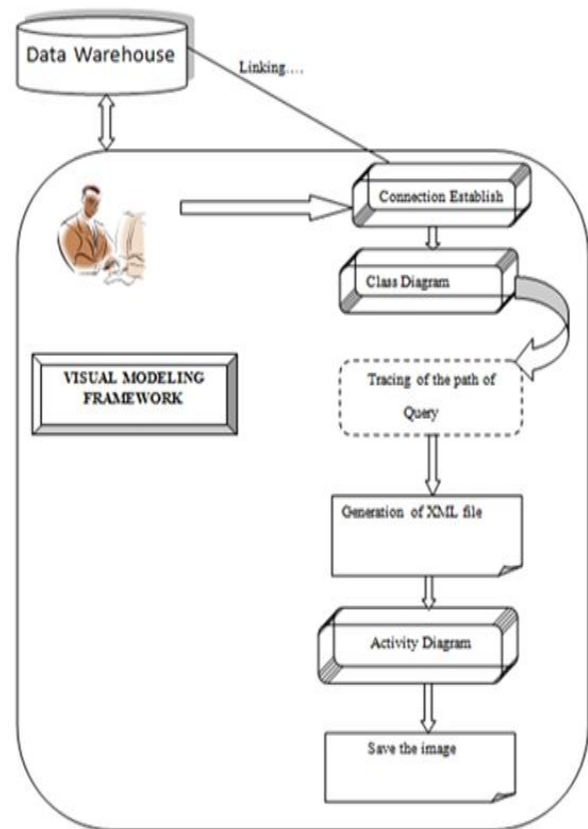 Data Warehouse
Linking....
Connection Establish
Class Diagram
VISUAL MODELING
FRAMEWORK
Tracing of the path of
Query
Generation of XML file
Activity Diagram
Save the image